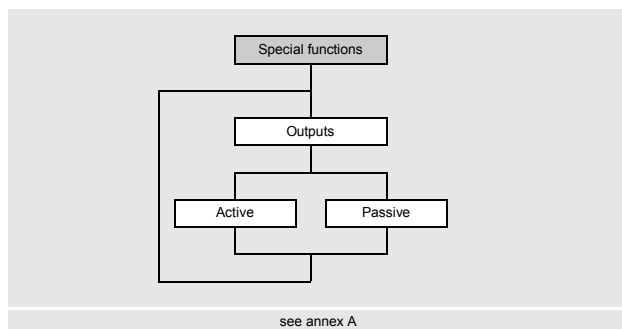 Special functions
Outputs
Active
Passive
see annex A